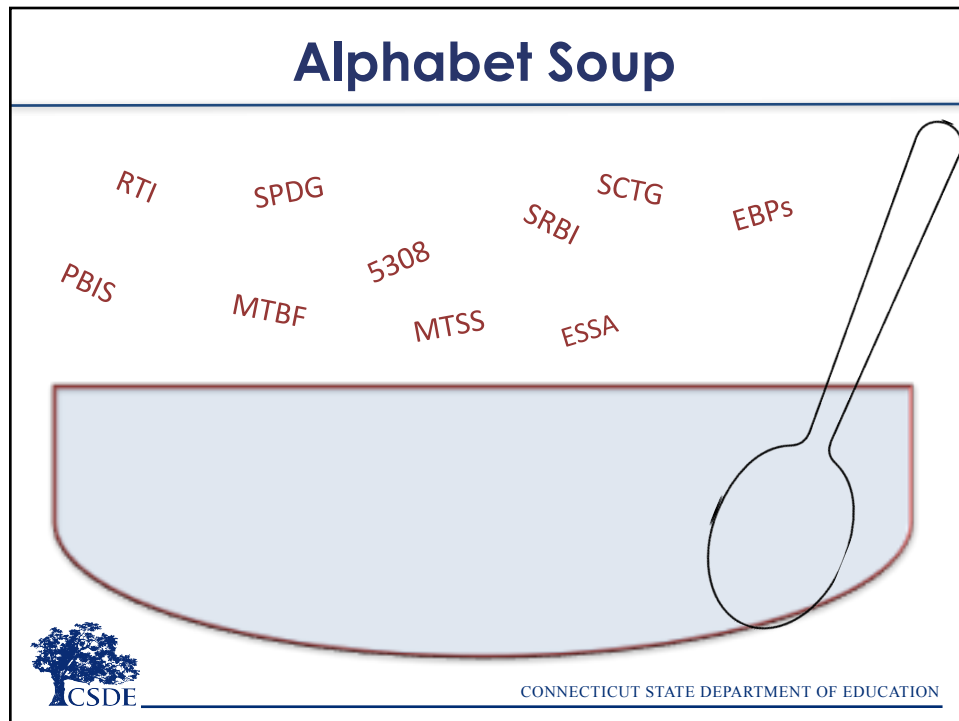 Alphabet Soup
RTI
SPDG
SCTG
SRBI
EBPs
5308
PBIS
MTBF
MTSS
ESSA
CSDE
CONNECTICUT STATE DEPARTMENT OF EDUCATION